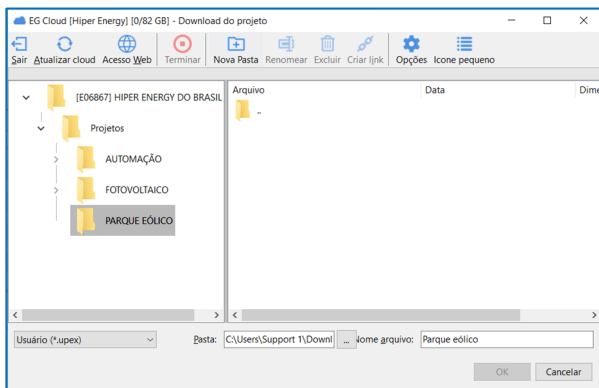 EG Cloud [Hiper Energy] [0/82 GB] - Download do projeto
Sair Atualizar cloud Acesso Web Terminar Nova Pasta Renomear Excluir Criar link Opções Icone pequeno
Arquivo Data Dime
..
[E06867] HIPER ENERGY DO BRASIL
Projetos
AUTOMAÇÃO
FOTOVOLTAICO
PARQUE EÓLICO
Usuário (*.upex) Pasta: C:\Users\Support 1\Downl ... Nome arquivo: Parque eólico
OK Cancelar